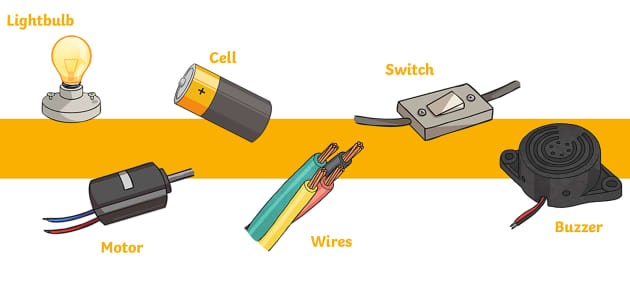 Lightbulb
Cell
Switch
+
Motor
Wires
Buzzer